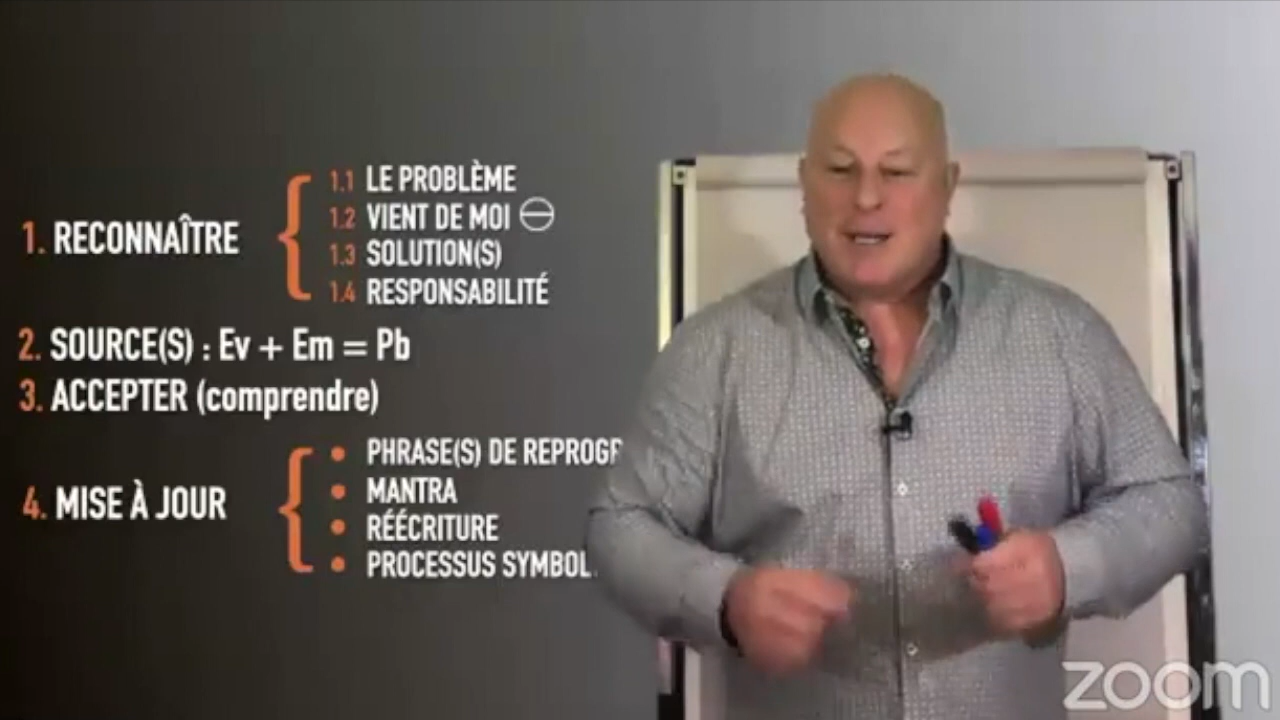 1. RECONNAÎTRE
1.1 LE PROBLÈME
1.2 VIENT DE MOI
1.3 SOLUTION(S)
1.4 RESPONSABILITÉ
2. SOURCE(S) : Ev + Em = Pb
3. ACCEPTER (comprendre)
4. MISE À JOUR
• PHRASE(S) DE
• MANTRA
• RÉÉCRITURE
• PROCESSUS
zoom